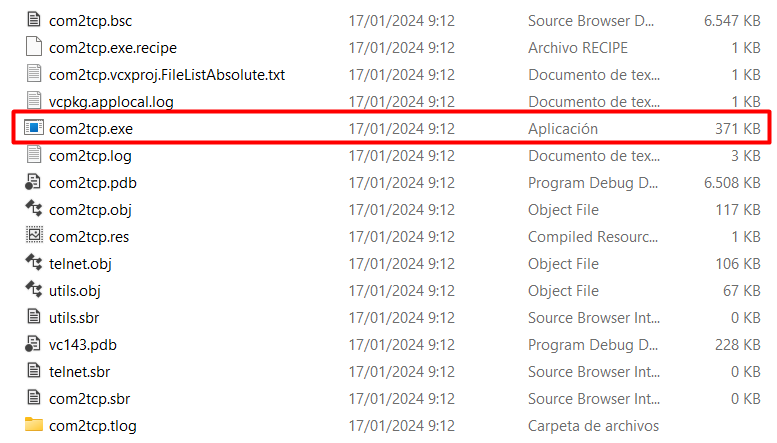 com2tcp.bsc 17/01/2024 9:12 Source Browser D... 6.547 KB
com2tcp.exe.recipe 17/01/2024 9:12 Archivo RECIPE 1 KB
com2tcp.vcxproj.FileListAbsolute.txt 17/01/2024 9:12 Documento de tex... 1 KB
vcpkg.applocal.log 17/01/2024 9:12 Documento de tex... 1 KB
com2tcp.exe 17/01/2024 9:12 Aplicación 371 KB
com2tcp.log 17/01/2024 9:12 Documento de tex... 3 KB
com2tcp.pdb 17/01/2024 9:12 Program Debug D... 6.508 KB
com2tcp.obj 17/01/2024 9:12 Object File 117 KB
com2tcp.res 17/01/2024 9:12 Compiled Resourc... 1 KB
telnet.obj 17/01/2024 9:12 Object File 106 KB
utils.obj 17/01/2024 9:12 Object File 67 KB
utils.sbr 17/01/2024 9:12 Source Browser Int... 0 KB
vc143.pdb 17/01/2024 9:12 Program Debug D... 228 KB
telnet.sbr 17/01/2024 9:12 Source Browser Int... 0 KB
com2tcp.sbr 17/01/2024 9:12 Source Browser Int... 0 KB
com2tcp.tlog 17/01/2024 9:12 Carpeta de archivos